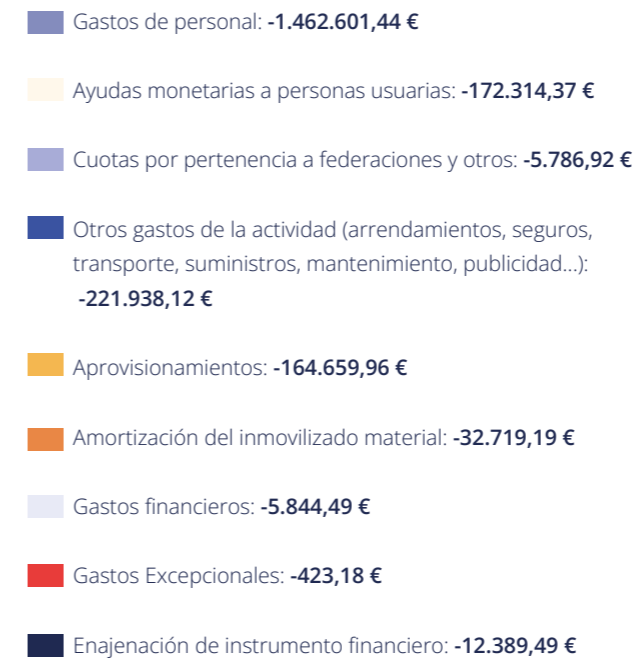 Gastos de personal: -1.462.601,44 €
Ayudas monetarias a personas usuarias: -172.314,37 €
Cuotas por pertenencia a federaciones y otros: -5.786,92 €
Otros gastos de la actividad (arrendamientos, seguros,
transporte, suministros, mantenimiento, publicidad...):
-221.938,12 €
Aprovisionamientos: -164.659,96 €
Amortización del inmovilizado material: -32.719,19 €
Gastos financieros: -5.844,49 €
Gastos Excepcionales: -423,18 €
Enajenación de instrumento financiero: -12.389,49 €